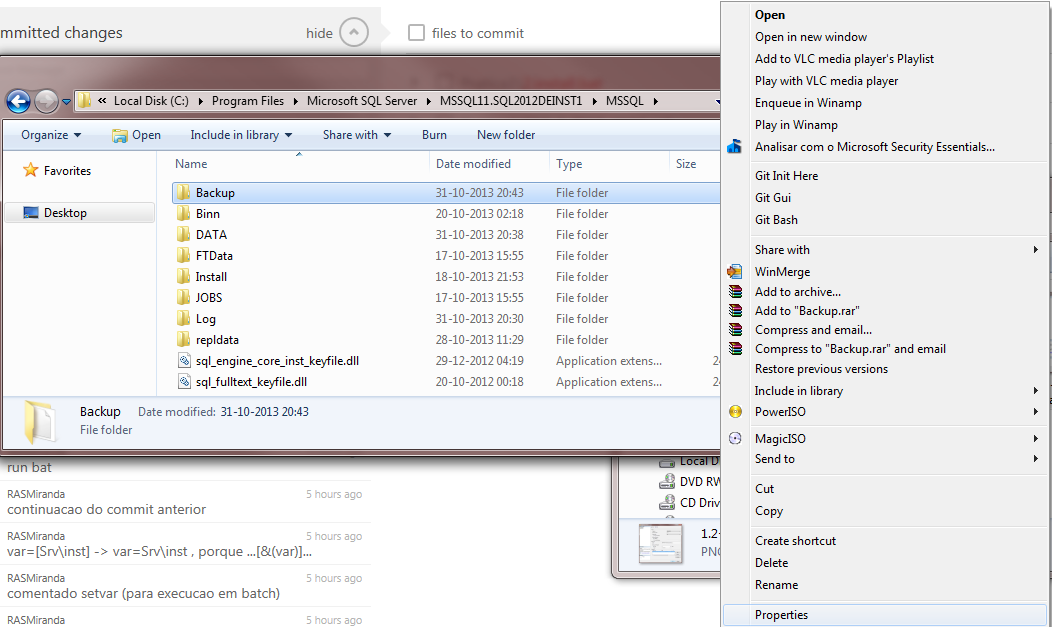 mmitted changes
hide
files to commit
« Local Disk (C:) Program Files Microsoft SQL Server MSSQL11.SQL2012DEINST1 MSSQL
Organize Open Include in library Share with Burn New folder
Favorites
Desktop
Name Date modified Type Size
Backup 31-10-2013 20:43 File folder
Binn 20-10-2013 02:18 File folder
DATA 31-10-2013 20:38 File folder
FTData 17-10-2013 15:55 File folder
Install 18-10-2013 21:53 File folder
JOBS 17-10-2013 15:55 File folder
Log 31-10-2013 20:30 File folder
repldata 28-10-2013 11:29 File folder
sql_engine_core_inst_keyfile.dll 29-12-2012 04:19 Application extens... 2
sql_fulltext_keyfile.dll 20-10-2012 00:18 Application extens... 2
Backup Date modified: 31-10-2013 20:43
File folder
run bat
RASMiranda 5 hours ago
continuacao do commit anterior
RASMiranda 5 hours ago
var=[Srv\inst] -> var=Srv\inst , porque ...[&(var)]...
RASMiranda 5 hours ago
comentado setvar (para execucao em batch)
RASMiranda 5 hours ago
Local D
DVD RW
CD Driv
1.2-
PNG
Open
Open in new window
Add to VLC media player's Playlist
Play with VLC media player
Enqueue in Winamp
Play in Winamp
Analisar com o Microsoft Security Essentials...
Git Init Here
Git Gui
Git Bash
Share with
WinMerge
Add to archive...
Add to "Backup.rar"
Compress and email...
Compress to "Backup.rar" and email
Restore previous versions
Include in library
PowerISO
MagicISO
Send to
Cut
Copy
Create shortcut
Delete
Rename
Properties